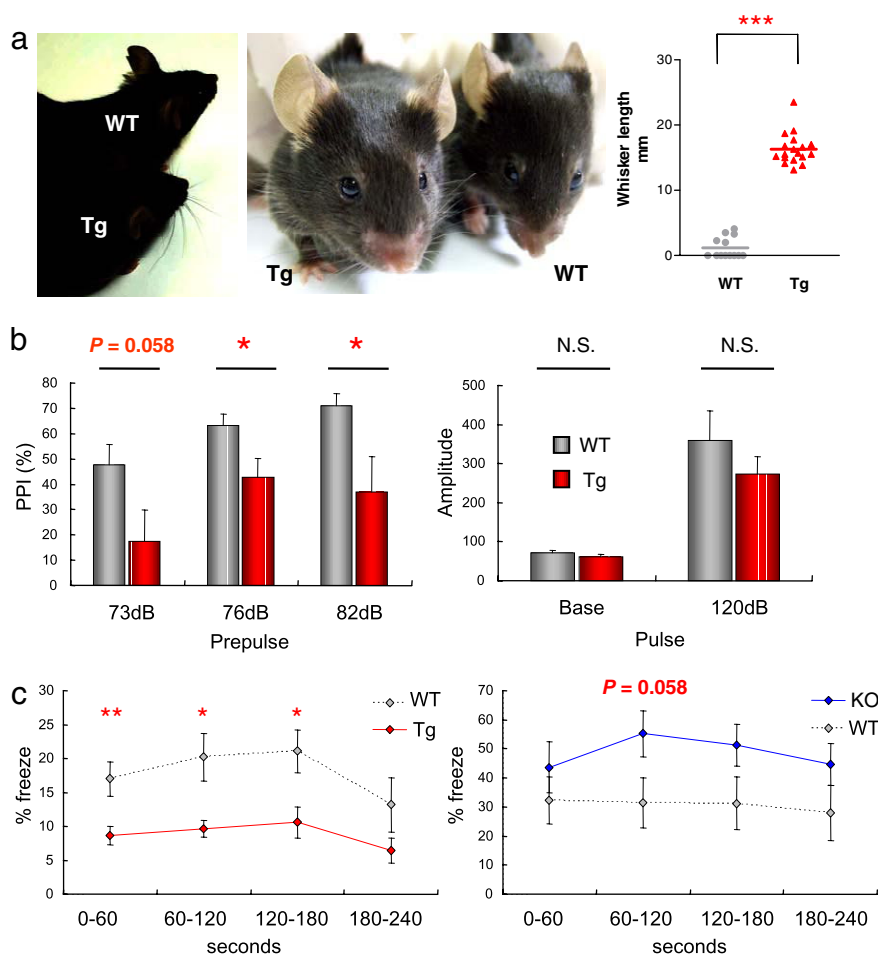 a
WT
Tg
Tg
WT
***
Whisker length
mm
30
20
10
0
WT
Tg
b
P = 0.058
*
*
PPI (%)
80
70
60
50
40
30
20
10
0
73dB
76dB
82dB
Prepulse
N.S.
N.S.
Amplitude
500
400
300
200
100
0
WT
Tg
Base
120dB
Pulse
c
% freeze
30
25
20
15
10
5
0
**
*
*
WT
Tg
0-60
60-120
120-180
180-240
seconds
% freeze
70
60
50
40
30
20
10
0
P = 0.058
KO
WT
0-60
60-120
120-180
180-240
seconds